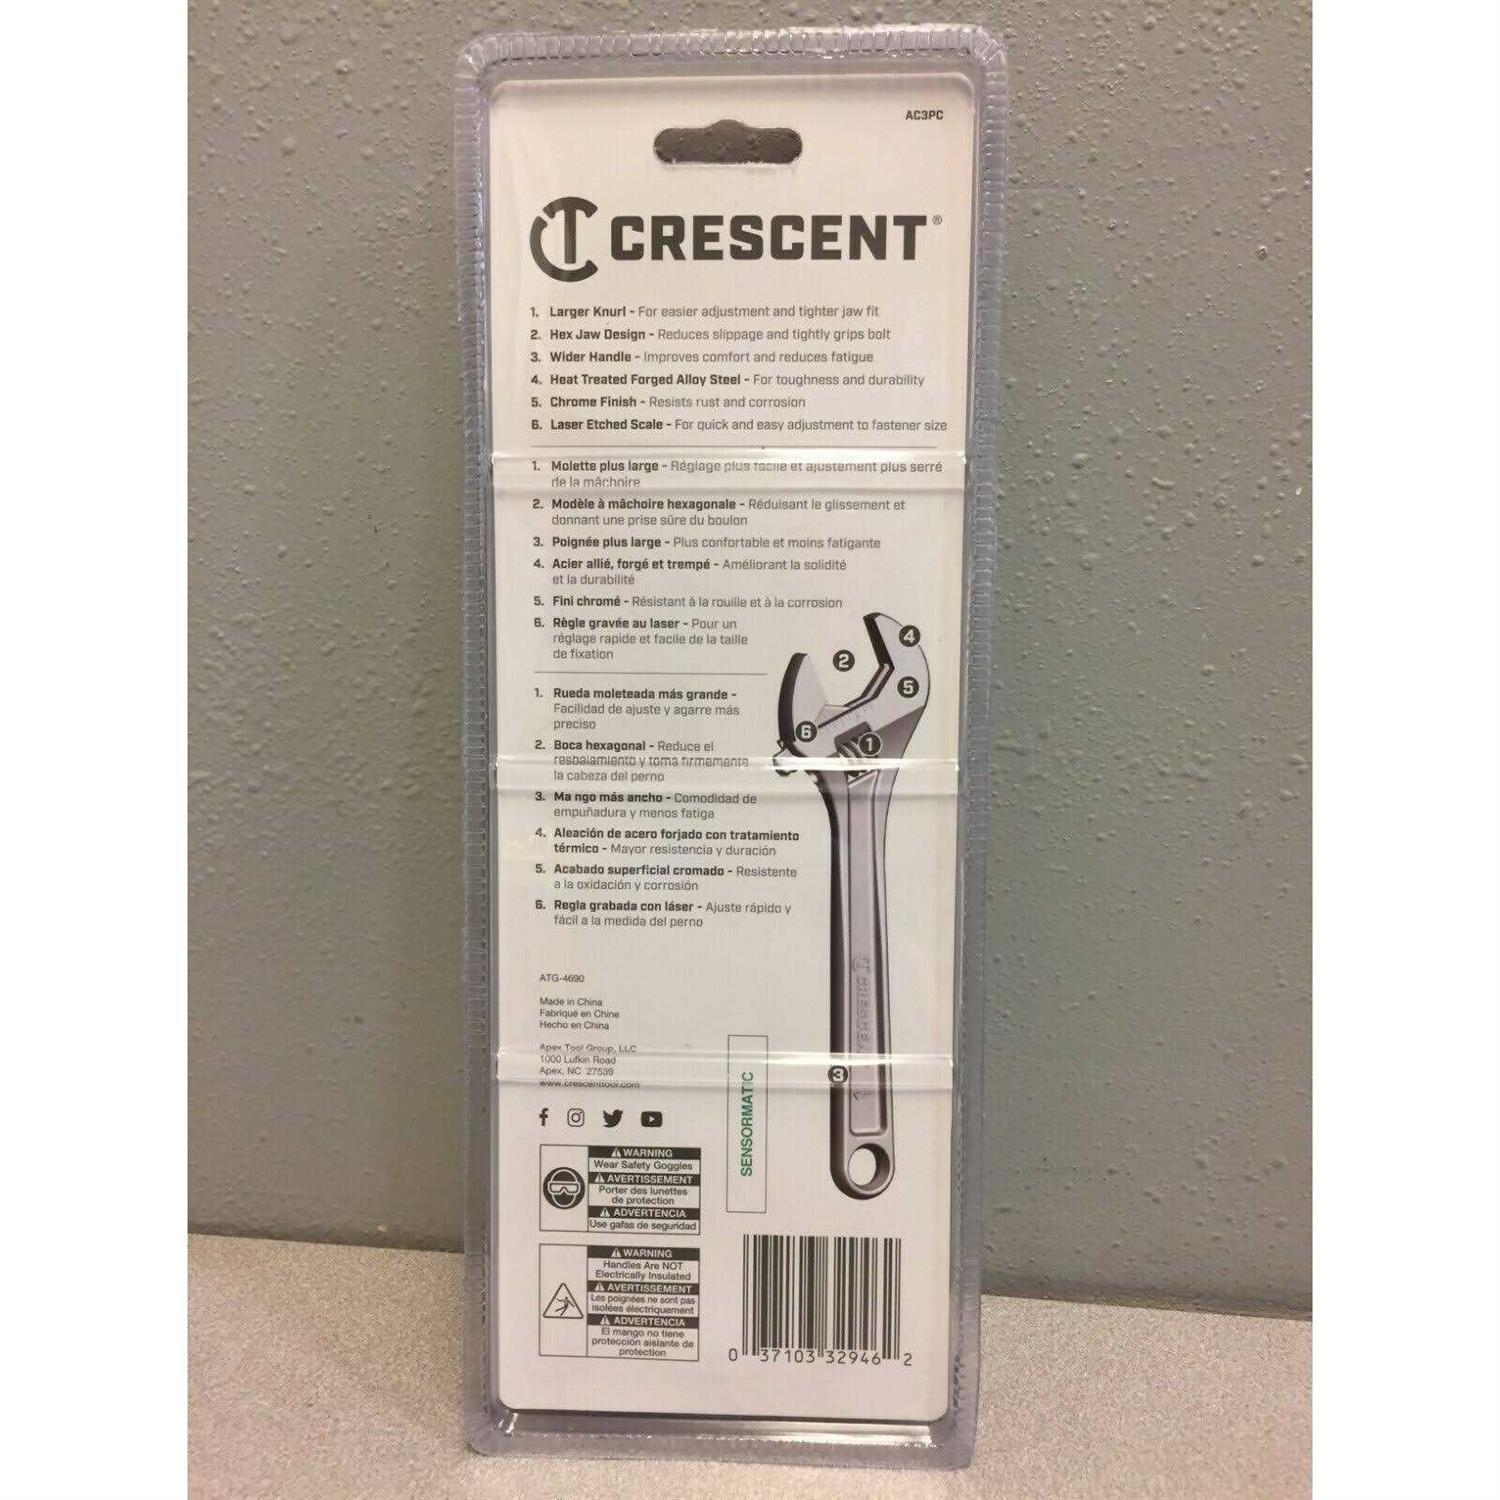 AC3PC
CRESCENT®
1. Larger Knurl - For easier adjustment and tighter jaw fit
2. Hex Jaw Design - Reduces slippage and tightly grips bolt
3. Wider Handle - Improves comfort and reduces fatigue
4. Heat Treated Forged Alloy Steel - For toughness and durability
5. Chrome Finish - Resists rust and corrosion
6. Laser Etched Scale - For quick and easy adjustment to fastener size
1. Molette plus large - Réglage plus facile et ajustement plus serré
de la mâchoire
2. Modèle à mâchoire hexagonale - Réduisant le glissement et
donnant une prise sûre du boulon
3. Poignée plus large - Plus confortable et moins fatigante
4. Acier allié, forgé et trempé - Améliorant la solidité
et la durabilité
5. Fini chromé - Résistant à la rouille et à la corrosion
6. Règle gravée au laser - Pour un
réglage rapide et facile de la taille
de fixation
1. Rueda moleteada más grande -
Facilidad de ajuste y agarre más
preciso
2. Boca hexagonal - Reduce el
resbalamiento y toma firmemente
la cabeza del perno
3. Ma ngo más ancho - Comodidad de
empuñadura y menos fatiga
4. Aleación de acero forjado con tratamiento
térmico - Mayor resistencia y duración
5. Acabado superficial cromado - Resistente
a la oxidación y corrosión
6. Regla grabada con láser - Ajuste rápido y
fácil a la medida del perno
4
2
5
6
1
3
CRESCENT
ATG-4690
Made in China
Fabriqué en Chine
Hecho en China
Apex Tool Group, LLC
1000 Lufkin Road
Apex, NC 27539
www.crescenttool.com
SENSORMATIC
WARNING
Wear Safety Goggles
AVERTISSEMENT
Porter des lunettes
de protection
ADVERTENCIA
Use gafas de seguridad
WARNING
Handles Are NOT
Electrically Insulated
AVERTISSEMENT
Les poignées ne sont pas
isolées électriquement
ADVERTENCIA
El mango no tiene
protección aislante de
protection
0 37103 32946 2